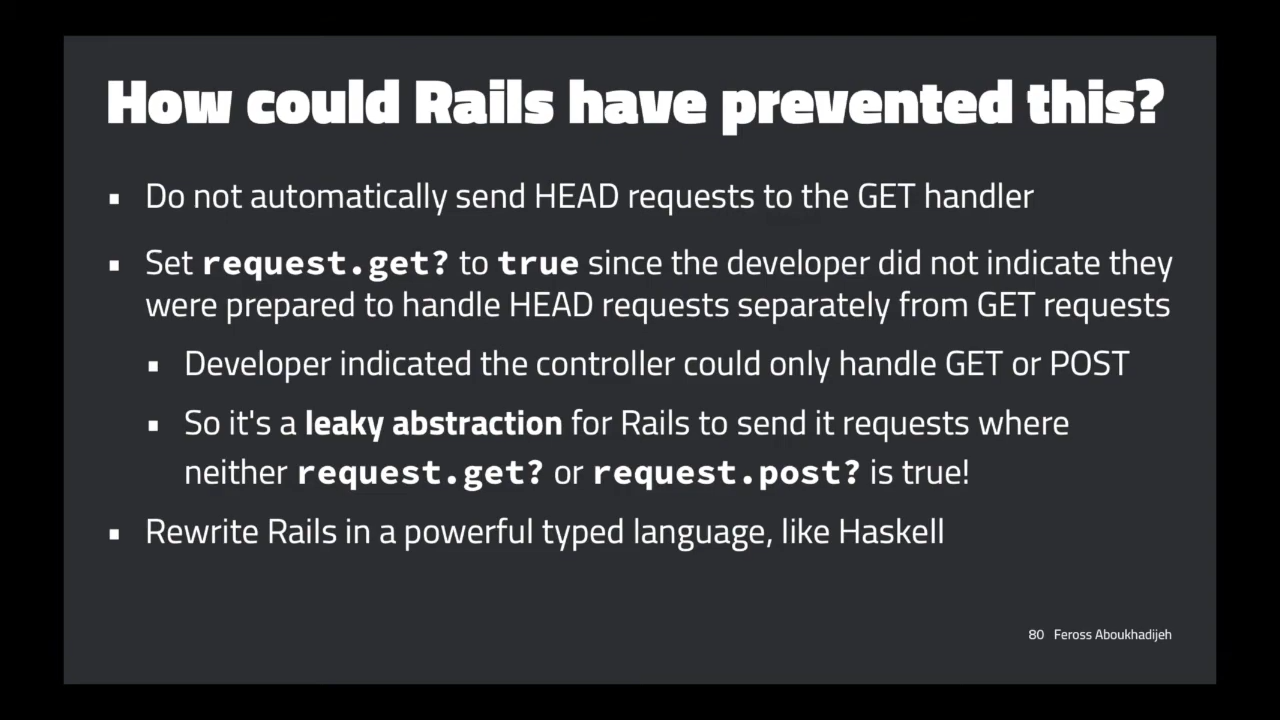 How could Rails have prevented this?
▪ Do not automatically send HEAD requests to the GET handler
▪ Set request.get? to true since the developer did not indicate they
were prepared to handle HEAD requests separately from GET requests
▪ Developer indicated the controller could only handle GET or POST
▪ So it's a leaky abstraction for Rails to send it requests where
neither request.get? or request.post? is true!
▪ Rewrite Rails in a powerful typed language, like Haskell
80 Feross Aboukhadijeh